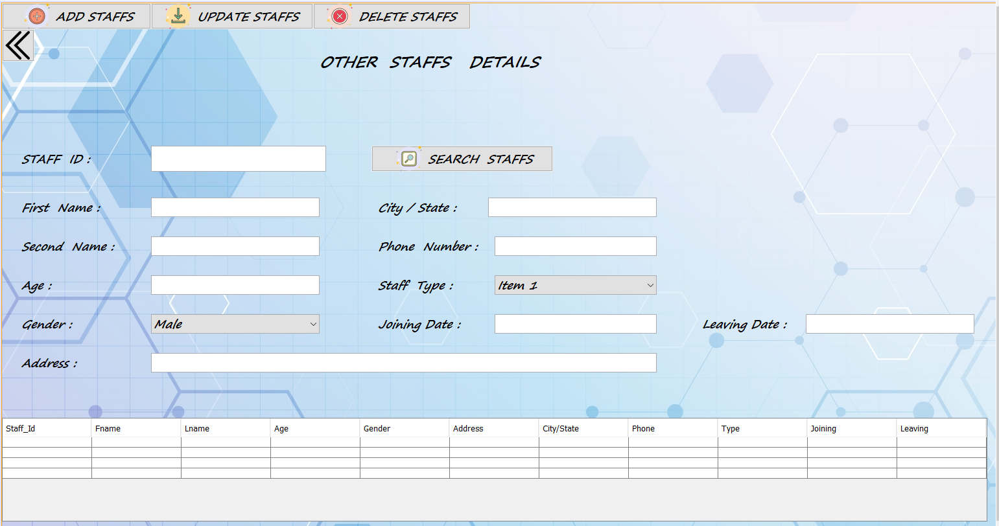 ADD STAFFS UPDATE STAFFS DELETE STAFFS
OTHER STAFFS DETAILS
STAFF ID : SEARCH STAFFS
First Name : City / State :
Second Name : Phone Number :
Age : Staff Type : Item 1
Gender : Male Joining Date : Leaving Date :
Address :
Staff_Id Fname Lname Age Gender Address City/State Phone Type Joining Leaving